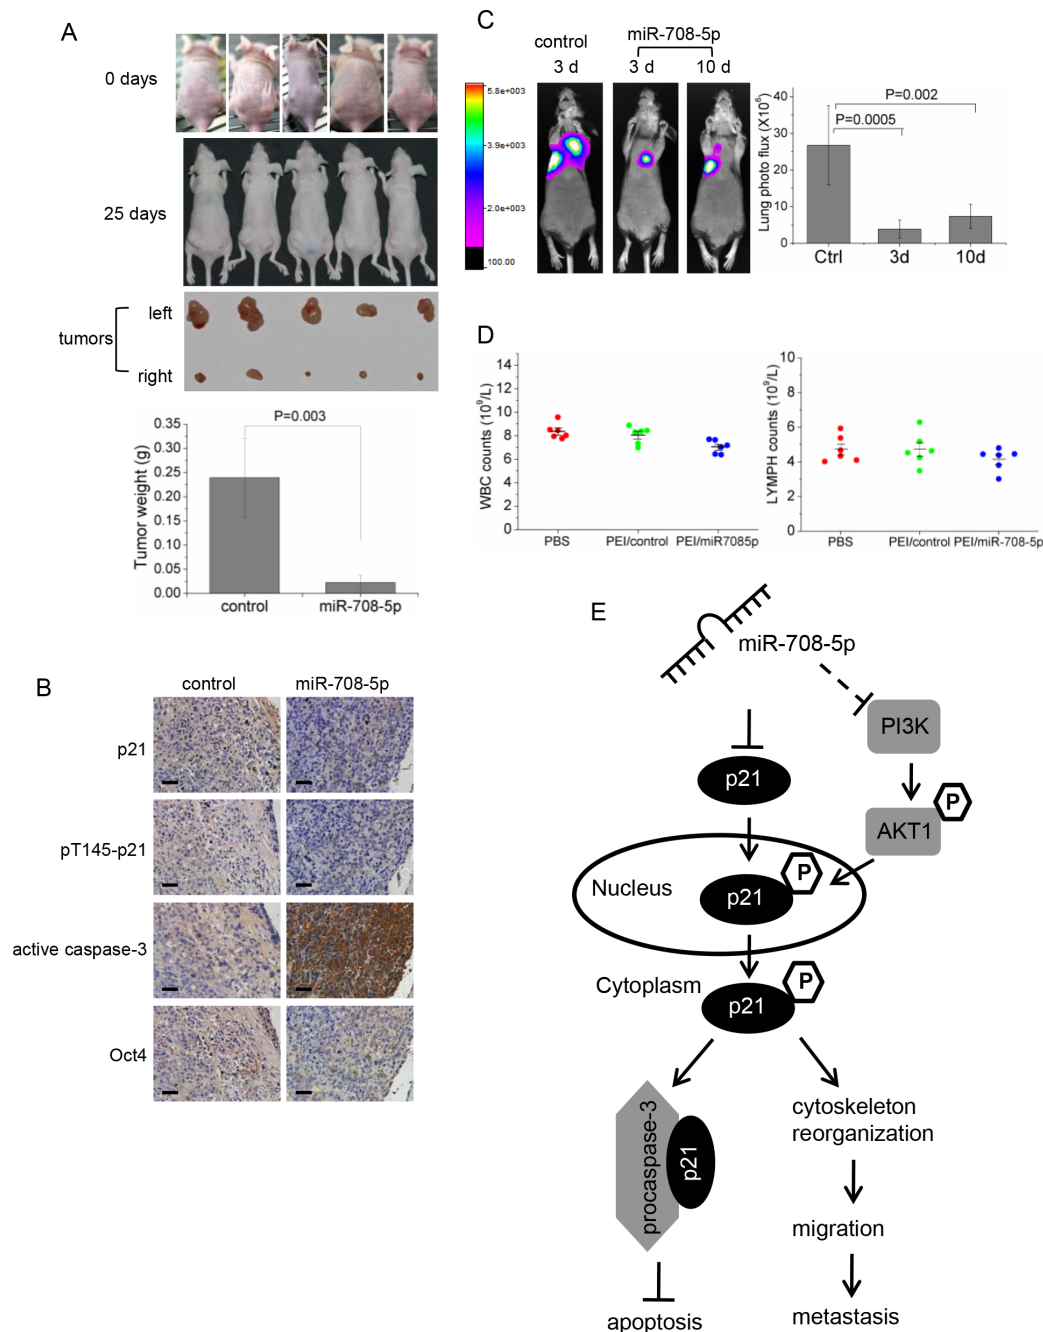 A
0 days
25 days
tumors
left
right
P=0.003
Tumor weight (g)
0.35
0.30
0.25
0.20
0.15
0.10
0.05
0.00
control
miR-708-5p
B
control
miR-708-5p
p21
pT145-p21
active caspase-3
Oct4
C
control
miR-708-5p
3 d
3 d
10 d
5.8e+003
3.9e+003
2.0e+003
100.00
Lung photo flux (X10⁶)
40
30
20
10
0
P=0.002
P=0.0005
Ctrl
3d
10d
D
WBC counts (10⁹/L)
14
12
10
8
6
4
2
0
PBS
PEI/control
PEI/miR7085p
LYMPH counts (10⁹/L)
10
8
6
4
2
0
PBS
PEI/control
PEI/miR-708-5p
E
miR-708-5p
PI3K
p21
P
AKT1
Nucleus
p21
P
Cytoplasm
p21
P
procaspase-3
p21
cytoskeleton
reorganization
migration
apoptosis
metastasis